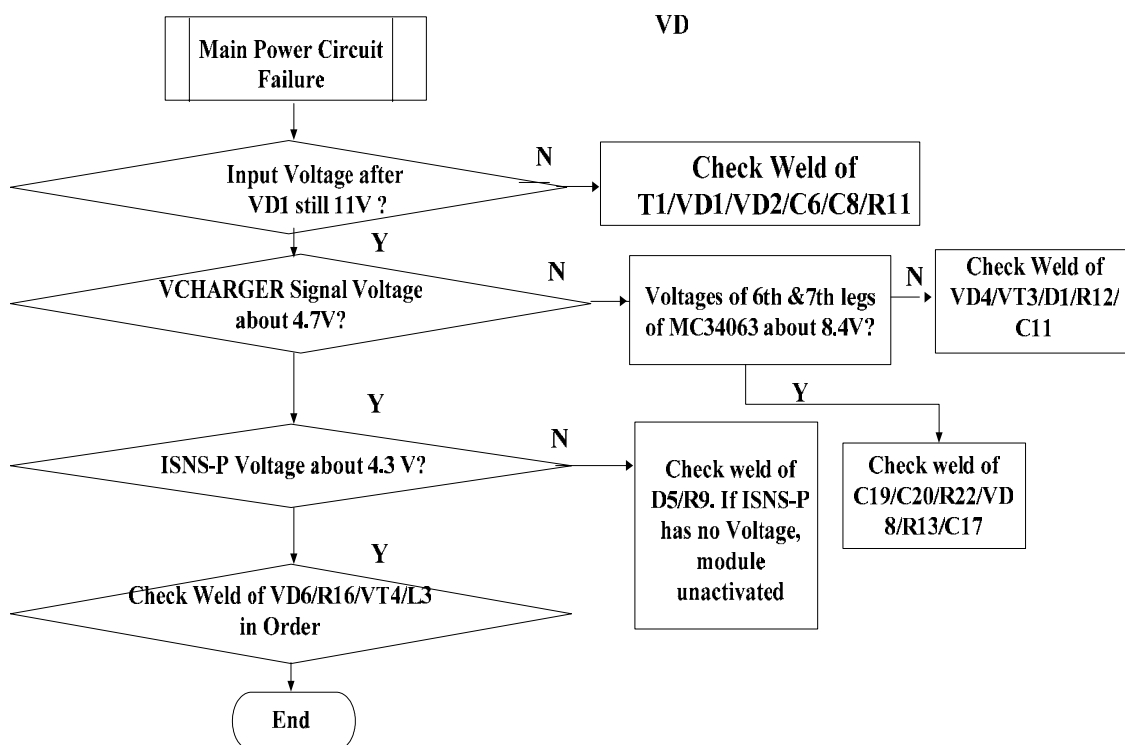 VD
Main Power Circuit
Failure
Input Voltage after
VD1 still 11V ?
N
Check Weld of
T1/VD1/VD2/C6/C8/R11
Y
VCHARGER Signal Voltage
about 4.7V?
N
Voltages of 6th &7th legs
of MC34063 about 8.4V?
N
Check Weld of
VD4/VT3/D1/R12/
C11
Y
Check weld of
C19/C20/R22/VD
8/R13/C17
Y
ISNS-P Voltage about 4.3 V?
N
Check weld of
D5/R9. If ISNS-P
has no Voltage,
module
unactivated
Y
Check Weld of VD6/R16/VT4/L3
in Order
End